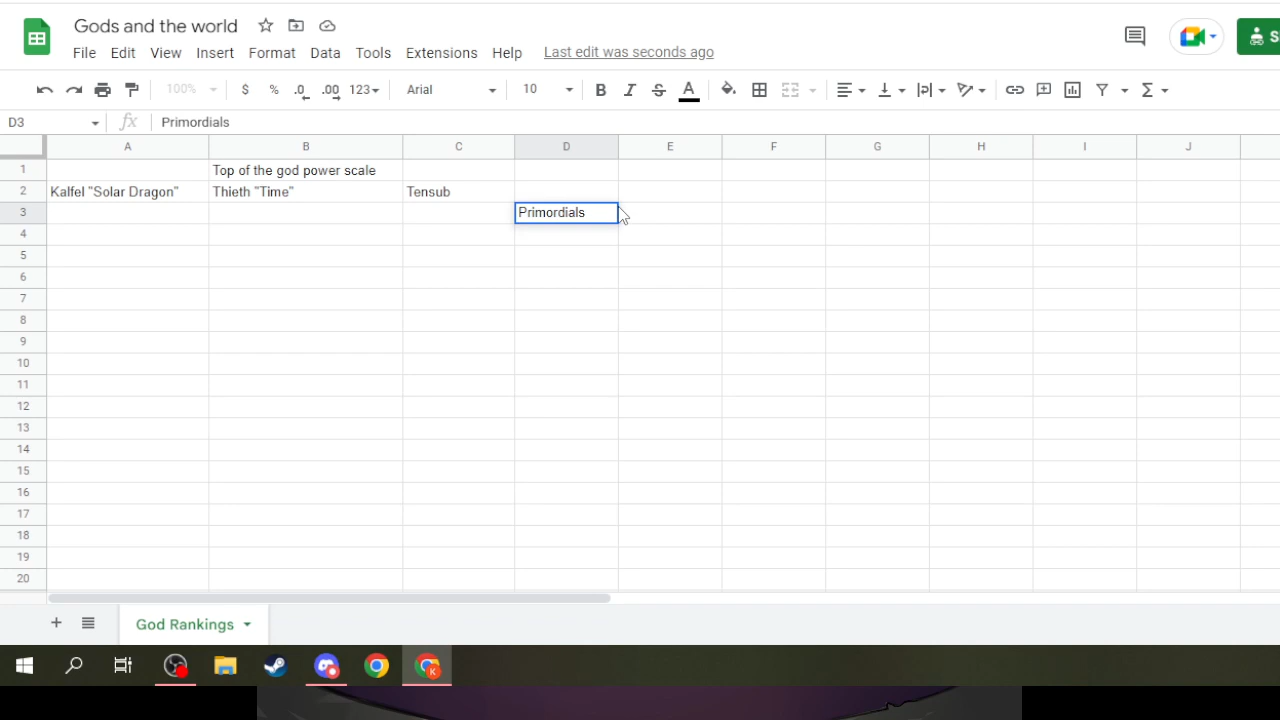 Gods and the world
File Edit View Insert Format Data Tools Extensions Help Last edit was seconds ago
S
100% $ % .0 .00 123 Arial 10 B I S A Σ
D3 fx Primordials
A B C D E F G H I J
1 Top of the god power scale
2 Kalfel "Solar Dragon" Thieth "Time" Tensub
3 Primordials
4
5
6
7
8
9
10
11
12
13
14
15
16
17
18
19
20
+ God Rankings
K